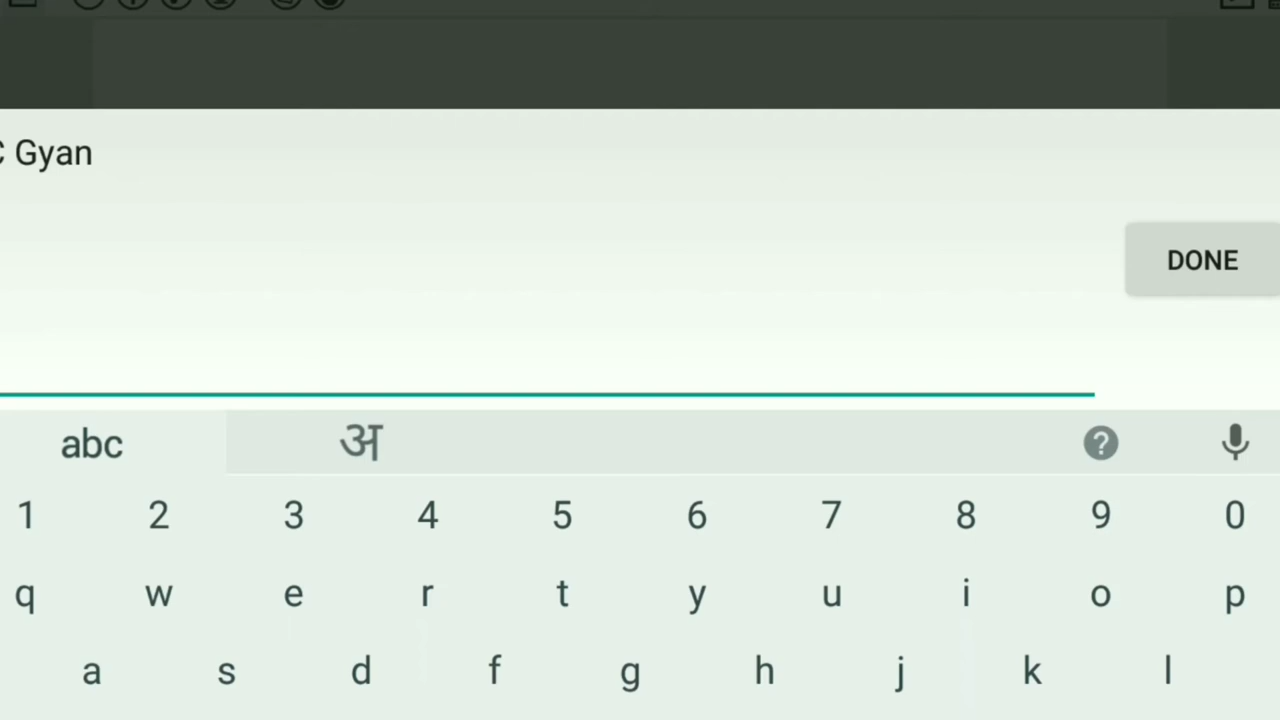 Gyan
DONE
abc अ ?
1 2 3 4 5 6 7 8 9 0
q w e r t y u i o p
a s d f g h j k l